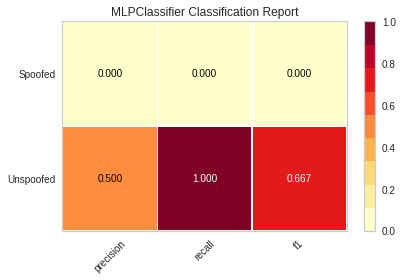 MLPClassifier Classification Report
1.0
Spoofed 0.000 0.000 0.000
0.8
0.6
0.4
Unspoofed 0.500 1.000 0.667
0.2
0.0
precision recall f1